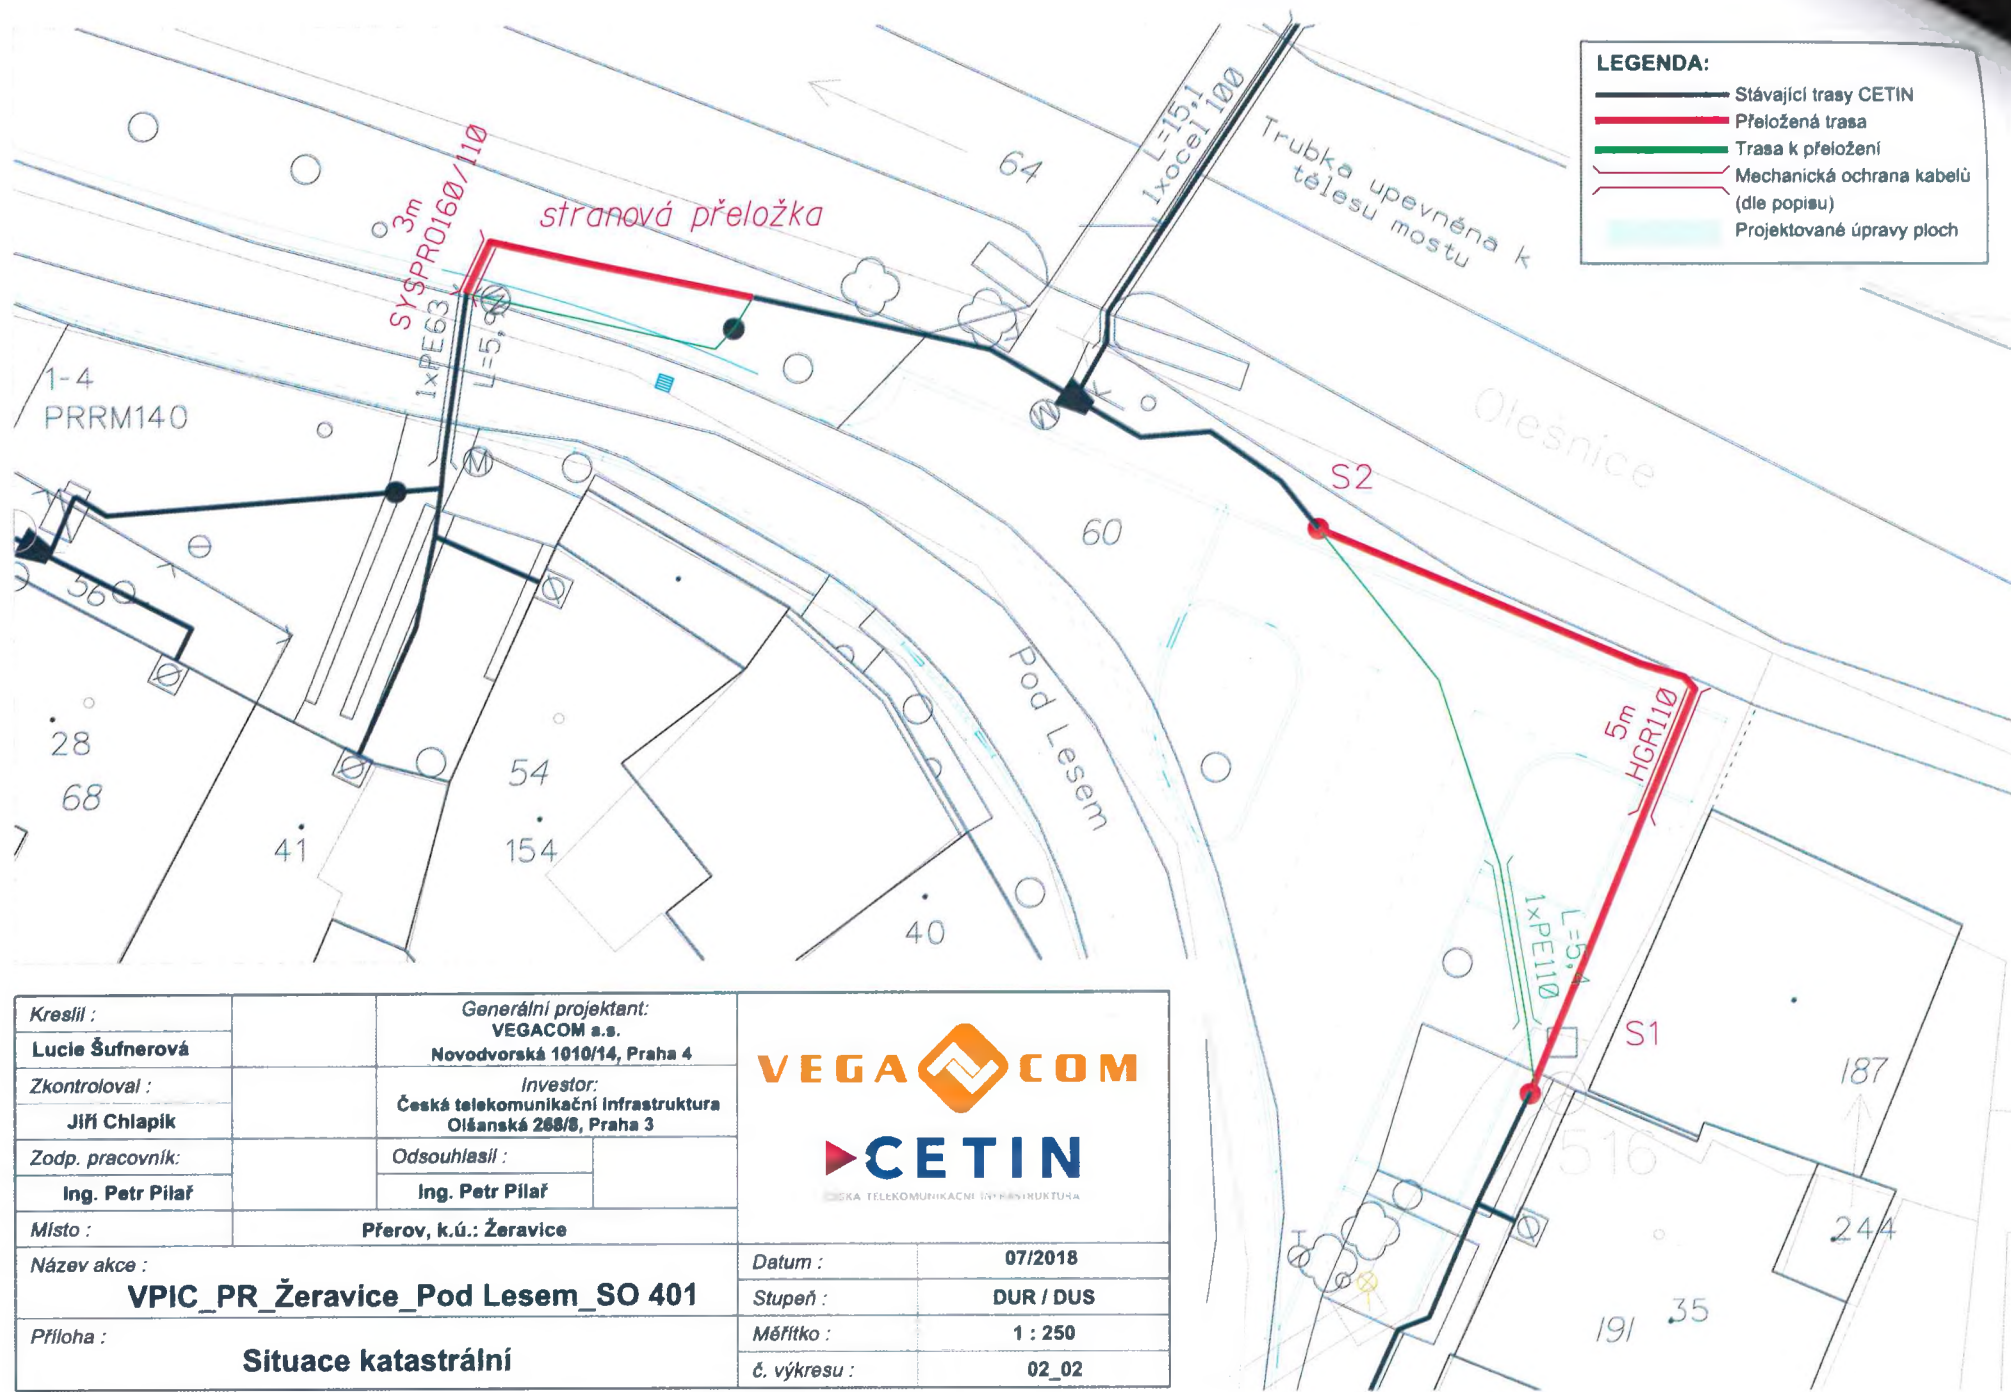 LEGENDA:
Stávající trasy CETIN
Přeložená trasa
Trasa k přeložení
Mechanická ochrana kabelů
(dle popisu)
Projektované úpravy ploch
64
L=15,1
1xocel 100
Trubka upevněna k
tělesu mostu
3m
SYSPRO160/110
stranová přeložka
1xPE63
L=5,9
1-4
PRRM140
Olešnice
S2
60
56
Pod Lesem
5m
HGR110
28
68
54
41
154
40
L=5,4
1xPE110
S1
187
516
244
191
35
Kreslil :
Lucie Šufnerová
Zkontroloval :
Jiří Chlapik
Zodp. pracovník:
Ing. Petr Pilař
Generální projektant:
VEGACOM a.s.
Novodvorská 1010/14, Praha 4
Investor:
Česká telekomunikační infrastruktura
Olšanská 268/8, Praha 3
Odsouhlasil :
Ing. Petr Pilař
Místo :
Přerov, k.ú.: Žeravice
Název akce :
VPIC_PR_Žeravice_Pod Lesem_SO 401
Příloha :
Situace katastrální
VEGACOM
CETIN
TELEKOMUNIKAČNÍ INFRASTRUKTURA
Datum :
07/2018
Stupeň :
DUR / DUS
Měřítko :
1 : 250
č. výkresu :
02_02